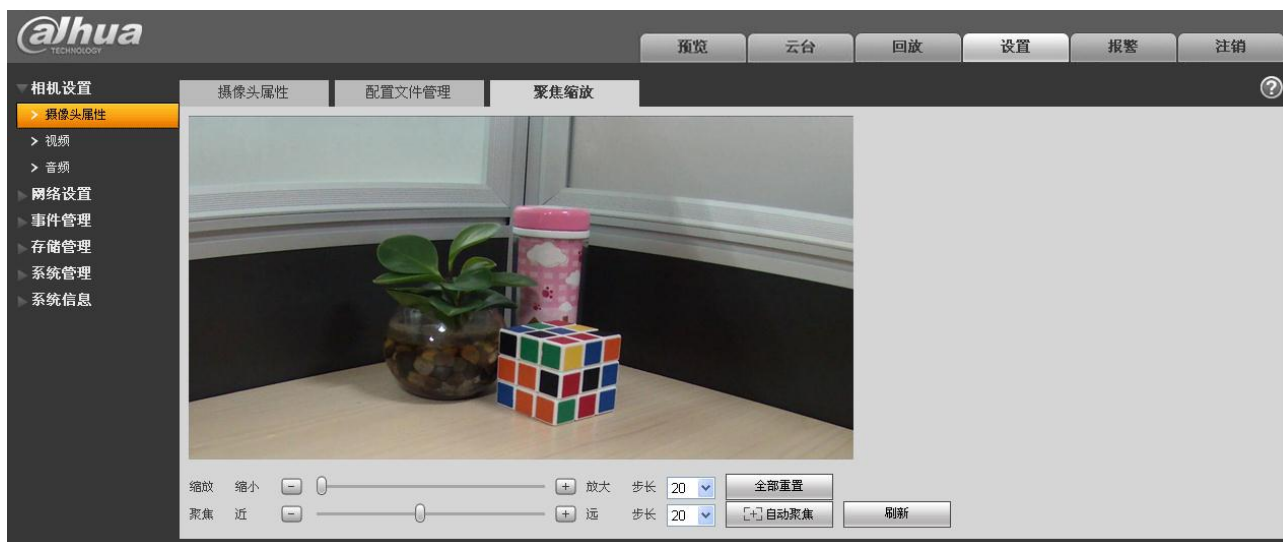 alhua
TECHNOLOGY
预览 云台 回放 设置 报警 注销
相机设置
摄像头属性 配置文件管理 聚焦缩放
> 摄像头属性
> 视频
> 音频
网络设置
事件管理
存储管理
系统管理
系统信息
缩放 缩小 - + 放大 步长 20 全部重置
聚焦 近 - + 远 步长 20 [+] 自动聚焦 刷新